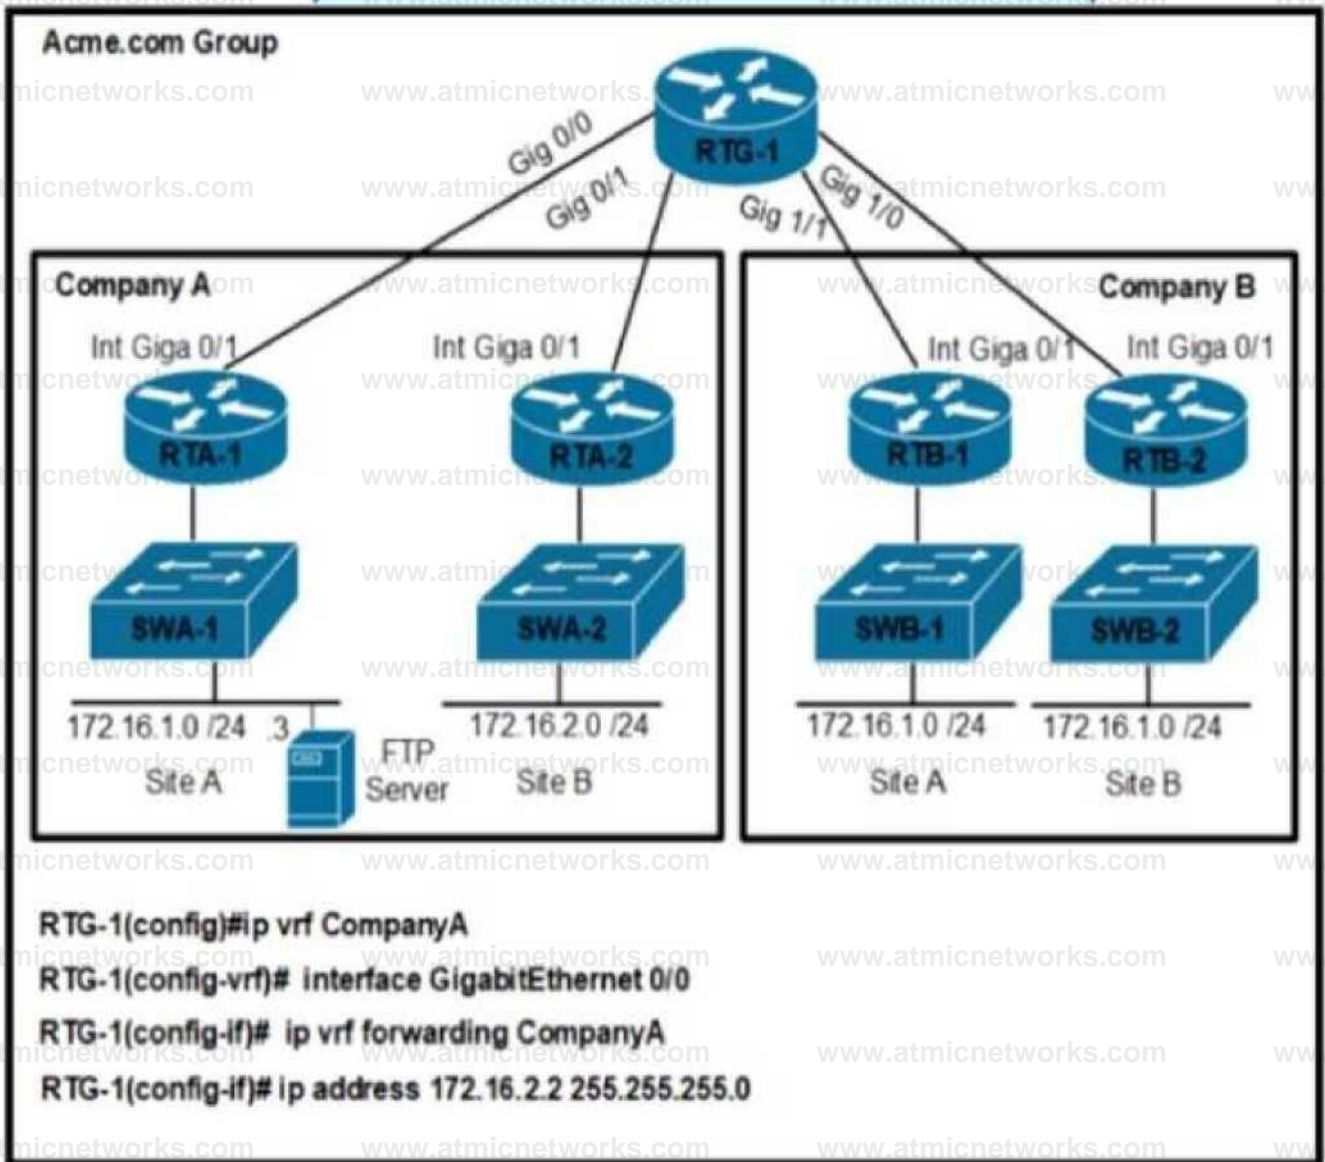 Acme.com Group
RTG-1
Gig 0/0
Gig 0/1
Gig 1/1
Gig 1/0
Company A
Company B
Int Giga 0/1
Int Giga 0/1
Int Giga 0/1
Int Giga 0/1
RTA-1
RTA-2
RTB-1
RTB-2
SWA-1
SWA-2
SWB-1
SWB-2
172.16.1.0 /24
.3
172.16.2.0 /24
172.16.1.0 /24
172.16.1.0 /24
FTP
Server
Site A
Site B
Site A
Site B
RTG-1(config)#ip vrf CompanyA
RTG-1(config-vrf)# interface GigabitEthernet 0/0
RTG-1(config-if)# ip vrf forwarding CompanyA
RTG-1(config-if)# ip address 172.16.2.2 255.255.255.0
www.atmicnetworks.com